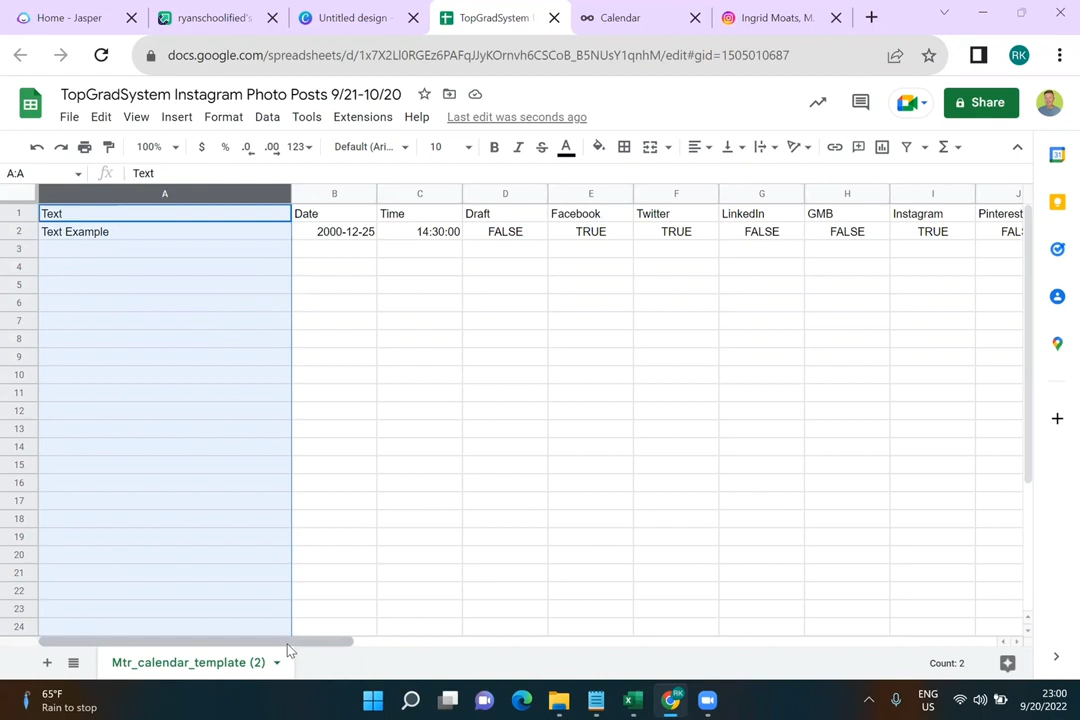 Home - Jasper
ryanschoolified's
Untitled design -
TopGradSystem
Calendar
Ingrid Moats, M.
docs.google.com/spreadsheets/d/1x7X2Ll0RGEz6PAFqJyKOrnvh6CSCoB_B5NUsY1qnhM/edit#gid=1505010687
RK
TopGradSystem Instagram Photo Posts 9/21-10/20
File Edit View Insert Format Data Tools Extensions Help Last edit was seconds ago
Share
100% $ % .0 .00 123 Default (Ari... 10 B I S A
A:A fx Text
A B C D E F G H I J
1 Text Date Time Draft Facebook Twitter LinkedIn GMB Instagram Pinterest
2 Text Example 2000-12-25 14:30:00 FALSE TRUE TRUE FALSE FALSE TRUE FALS
3
4
5
6
7
8
9
10
11
12
13
14
15
16
17
18
19
20
21
22
23
24
Mtr_calendar_template (2)
Count: 2
65°F
Rain to stop
RK
ENG
US
23:00
9/20/2022